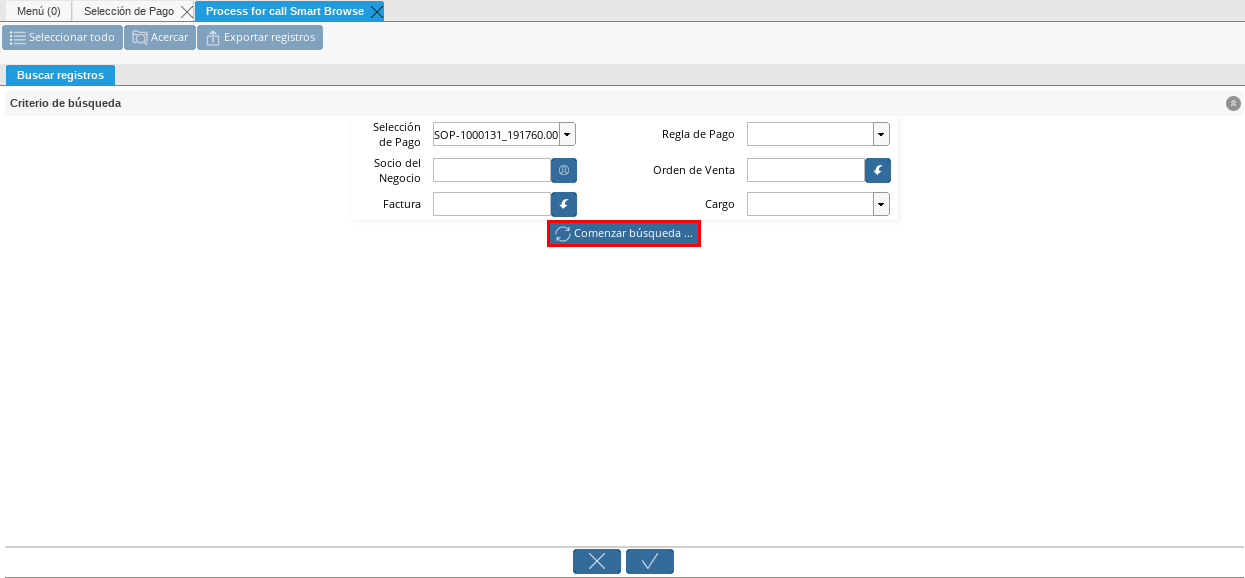 Menú (0) Selección de Pago Process for call Smart Browse
Seleccionar todo Acercar Exportar registros
Buscar registros
Criterio de búsqueda
Selección de Pago SOP-1000131_191760.00 Regla de Pago
Socio del Negocio Orden de Venta
Factura Cargo
Comenzar búsqueda ...